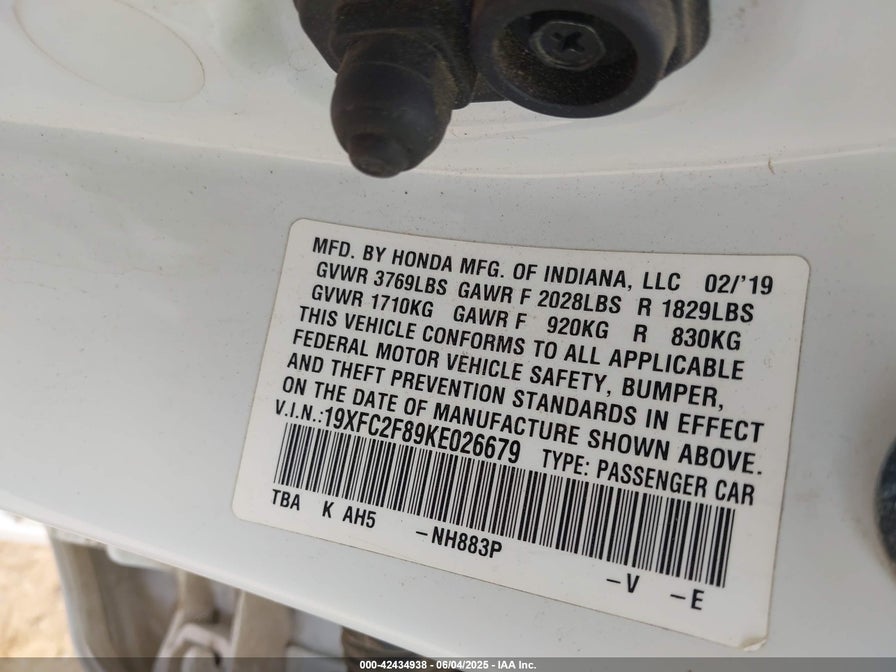 MFD. BY HONDA MFG. OF INDIANA, LLC 02/'19
GVWR 3769LBS GAWR F 2028LBS R 1829LBS
GVWR 1710KG GAWR F 920KG R 830KG
THIS VEHICLE CONFORMS TO ALL APPLICABLE
FEDERAL MOTOR VEHICLE SAFETY, BUMPER,
AND THEFT PREVENTION STANDARDS IN EFFECT
ON THE DATE OF MANUFACTURE SHOWN ABOVE.
V.I.N.:19XFC2F89KE026679 TYPE: PASSENGER CAR
TBA K AH5 -NH883P -V -E
000-42434938 - 06/04/2025 - IAA Inc.